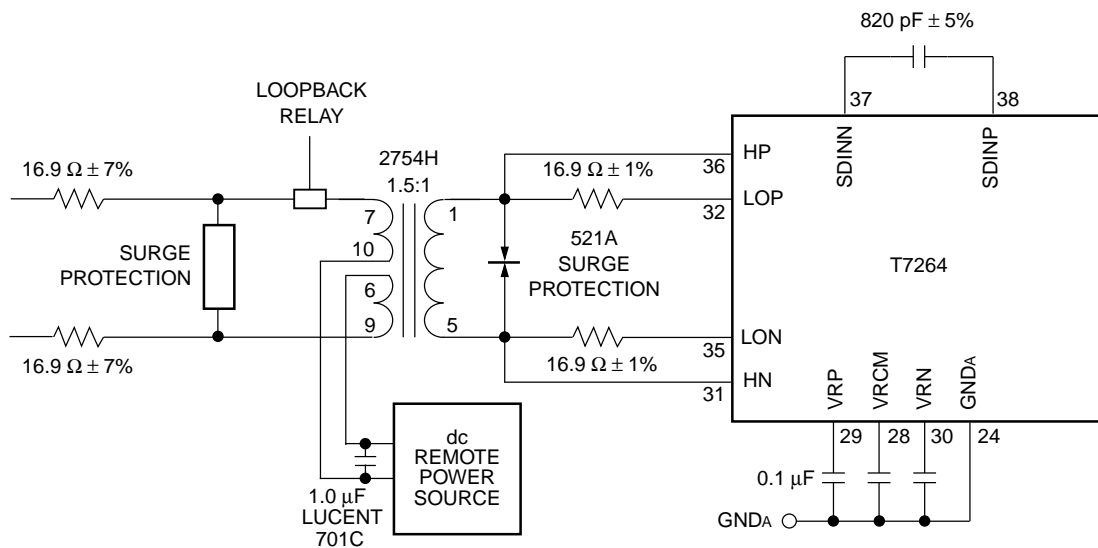 820 pF ± 5%
37
38
LOOPBACK
RELAY
SDINN
SDINP
16.9 Ω ± 7%
2754H
1.5:1
16.9 Ω ± 1%
36
HP
32
LOP
7
1
10
SURGE
PROTECTION
521A
SURGE
PROTECTION
T7264
6
9
5
16.9 Ω ± 7%
16.9 Ω ± 1%
35
LON
31
HN
VRP
VRCM
VRN
GNDA
29
28
30
24
dc
REMOTE
POWER
SOURCE
1.0 μF
LUCENT
701C
0.1 μF
GNDA